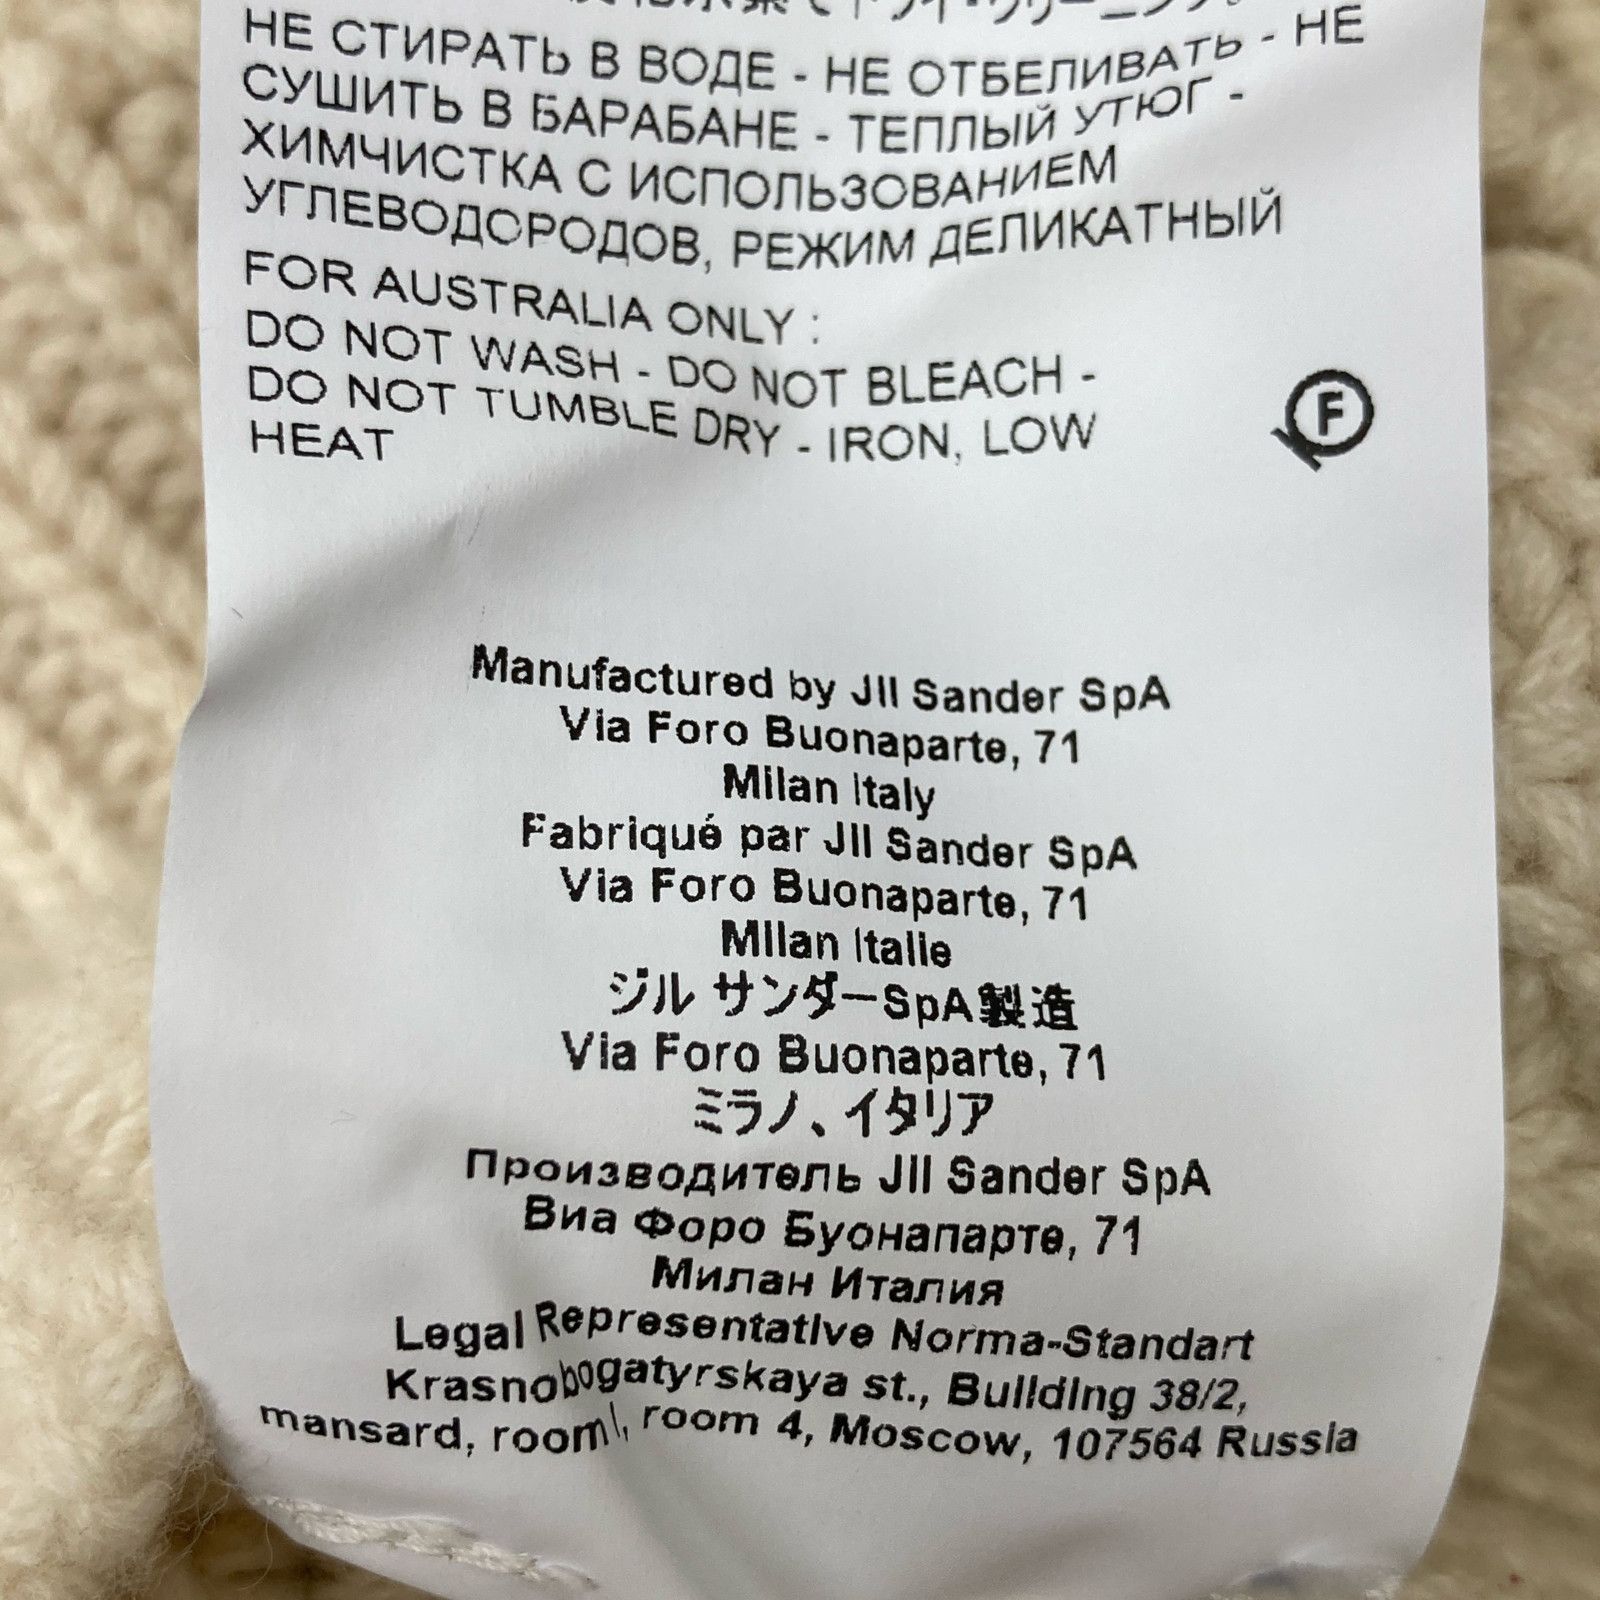 НЕ СТИРАТЬ В ВОДЕ - НЕ ОТБЕЛИВАТЬ - НЕ
СУШИТЬ В БАРАБАНЕ - ТЕПЛЫЙ УТЮГ -
ХИМЧИСТКА С ИСПОЛЬЗОВАНИЕМ
УГЛЕВОДОРОДОВ, РЕЖИМ ДЕЛИКАТНЫЙ
FOR AUSTRALIA ONLY :
DO NOT WASH - DO NOT BLEACH -
DO NOT TUMBLE DRY - IRON, LOW
HEAT
F
Manufactured by Jil Sander SpA
Via Foro Buonaparte, 71
Milan Italy
Fabriqué par Jil Sander SpA
Via Foro Buonaparte, 71
Milan Italie
ジル サンダーSpA製造
Via Foro Buonaparte, 71
ミラノ、イタリア
Производитель Jil Sander SpA
Виа Форо Буонапарте, 71
Милан Италия
Legal Representative Norma-Standart
Krasnobogatyrskaya st., Building 38/2,
mansard, room I, room 4, Moscow, 107564 Russia